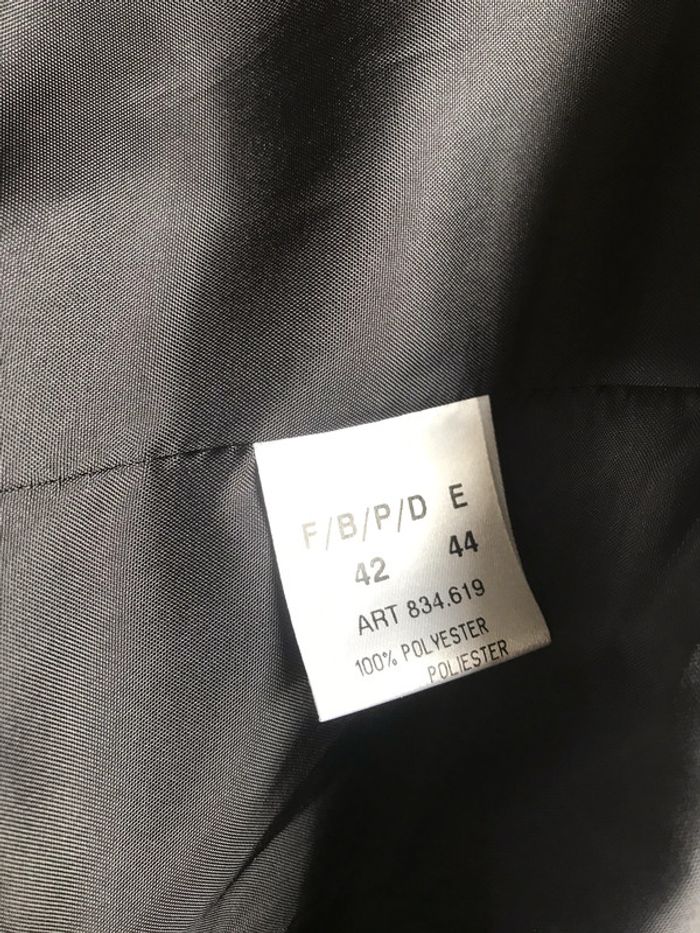 F/B/P/D E
42 44
ART 834.619
100% POLYESTER
POLIESTER